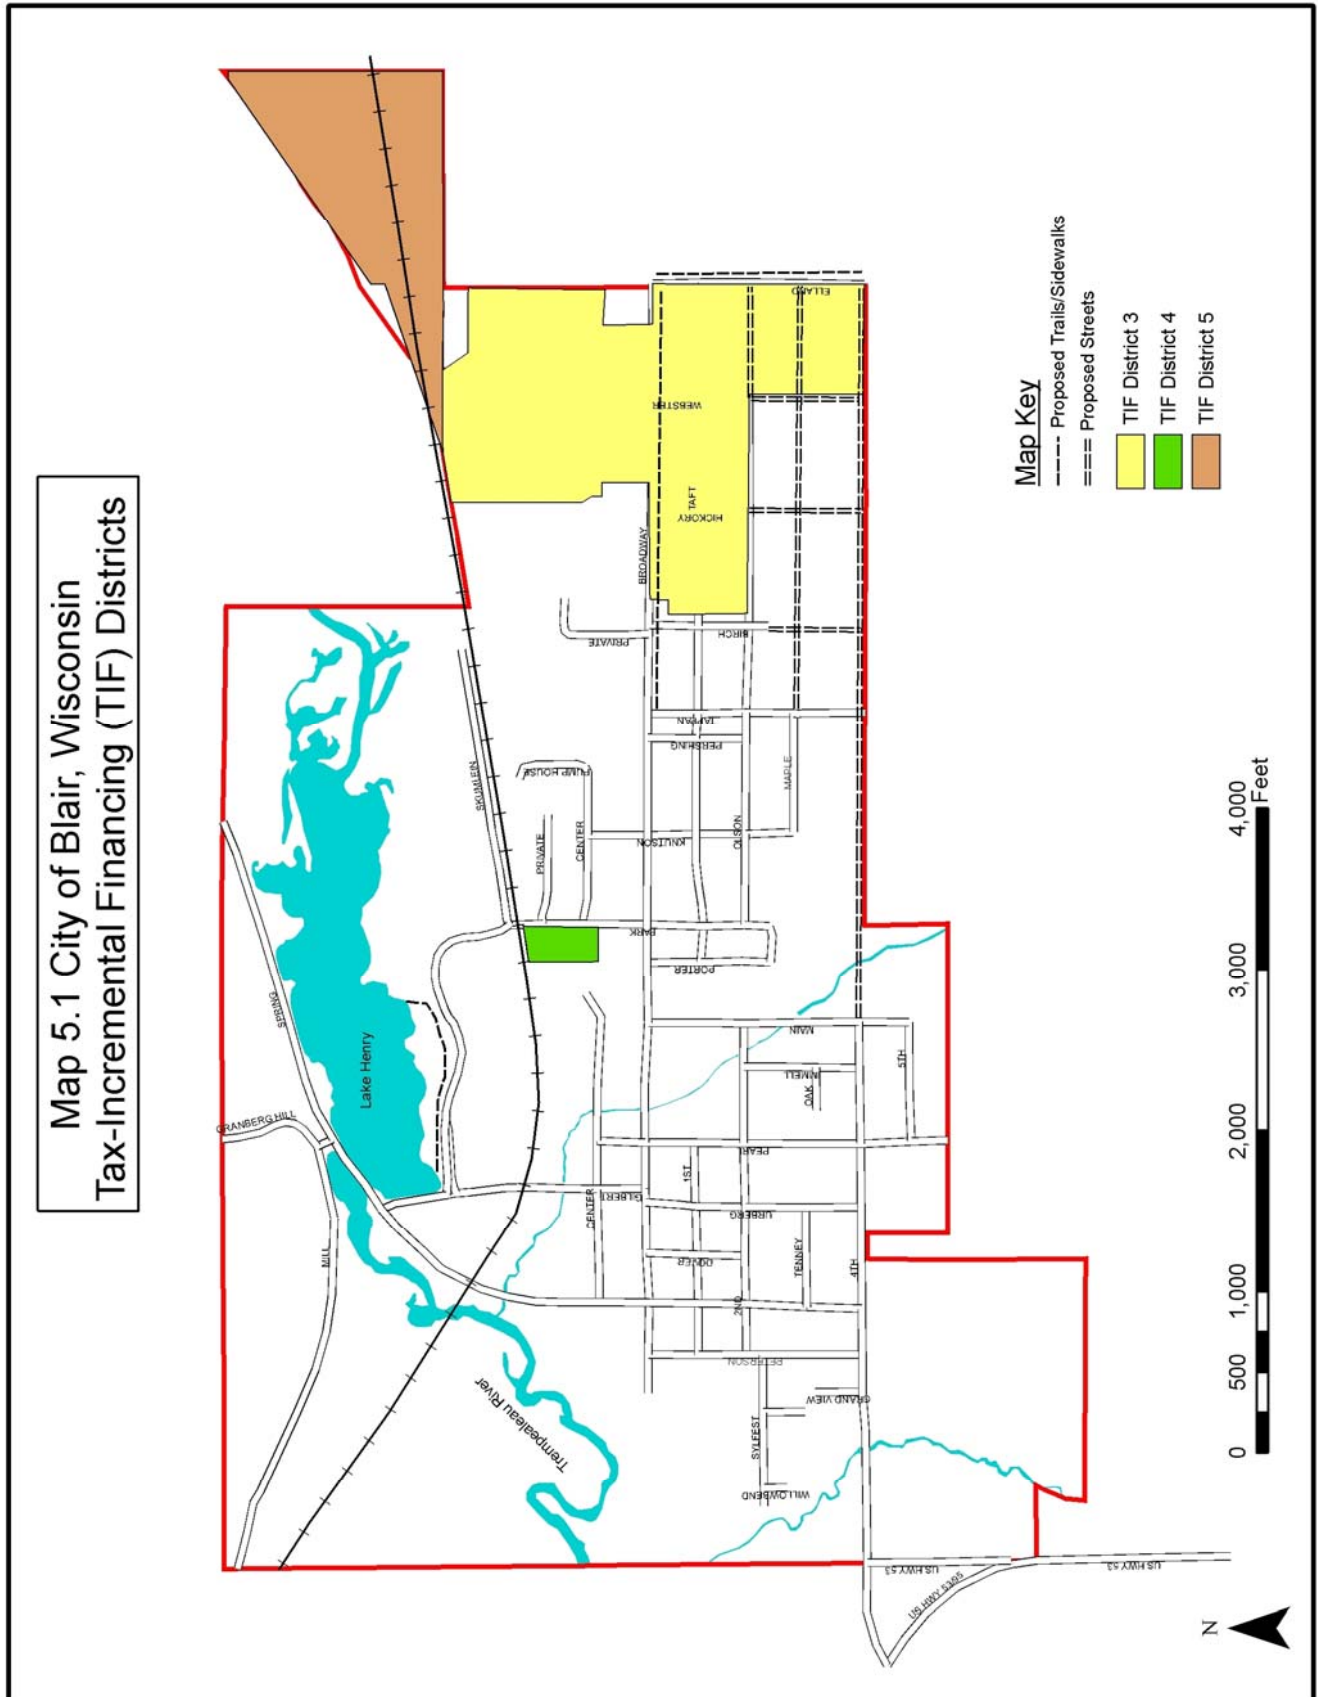 Map 5.1 City of Blair, Wisconsin
Tax-Incremental Financing (TIF) Districts
SPRING
GRANBERG HILL
MILL
Lake Henry
SKUMLEIN
Trempealeau River
PUMP HOUSE
PRIVATE
CENTER
PRIVATE
BROADWAY
KNUTSON
PARK
PORTER
PERSHING
TAPPAN
BIRCH
OLSON
MAPLE
TAFT
HICKORY
WEBSTER
ELLAND
CENTER
GILBERT
1ST
PEARL
URBERG
DOVER
2ND
TENNEY
4TH
MAIN
OAK
5TH
PETERSON
SYLFEST
GRAND VIEW
WILLOWBEND
US HWY 53
US HWY 53/95
US HWY 53
Map Key
Proposed Trails/Sidewalks
Proposed Streets
TIF District 3
TIF District 4
TIF District 5
0 500 1,000 2,000 3,000 4,000
Feet
N